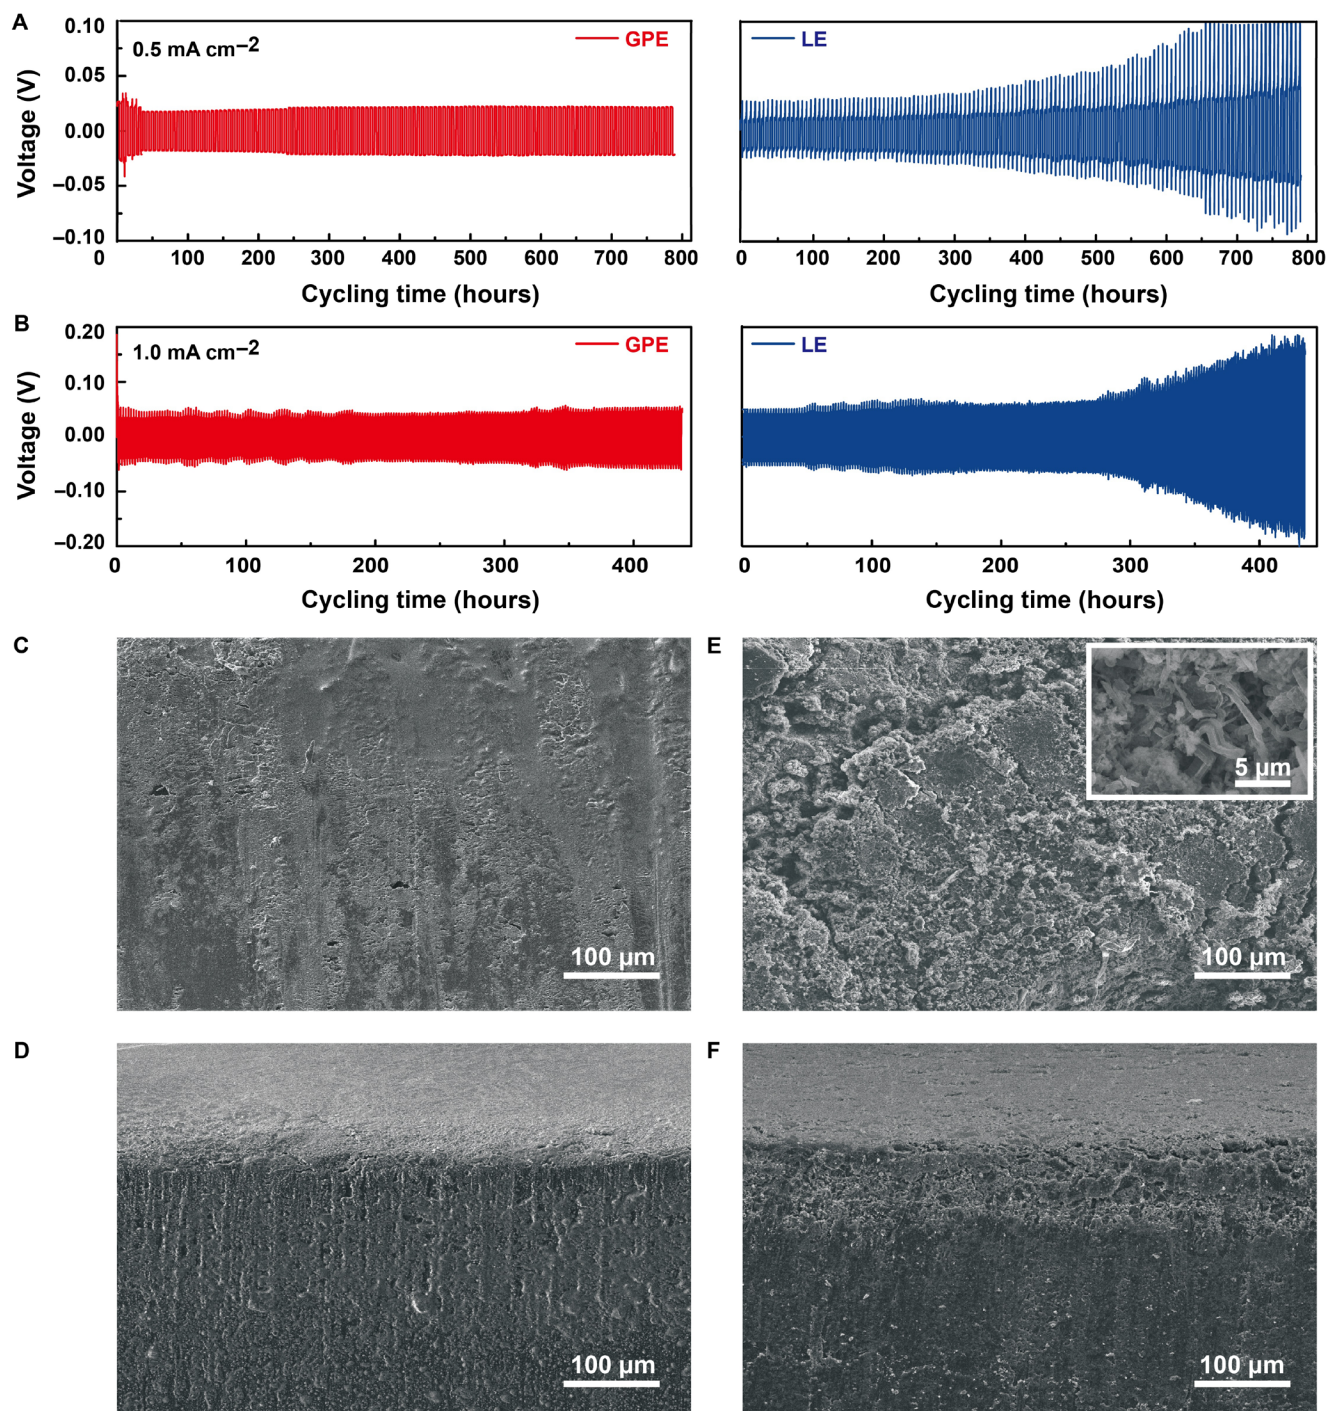 A
0.10 0.5 mA cm−2 GPE LE
0.05
0.00
−0.05
−0.10
Voltage (V)
0 100 200 300 400 500 600 700 800
0 100 200 300 400 500 600 700 800
Cycling time (hours) Cycling time (hours)
B
0.20 1.0 mA cm−2 GPE LE
0.10
0.00
−0.10
−0.20
Voltage (V)
0 100 200 300 400
0 100 200 300 400
Cycling time (hours) Cycling time (hours)
C
100 µm
E
5 µm
100 µm
D
100 µm
F
100 µm